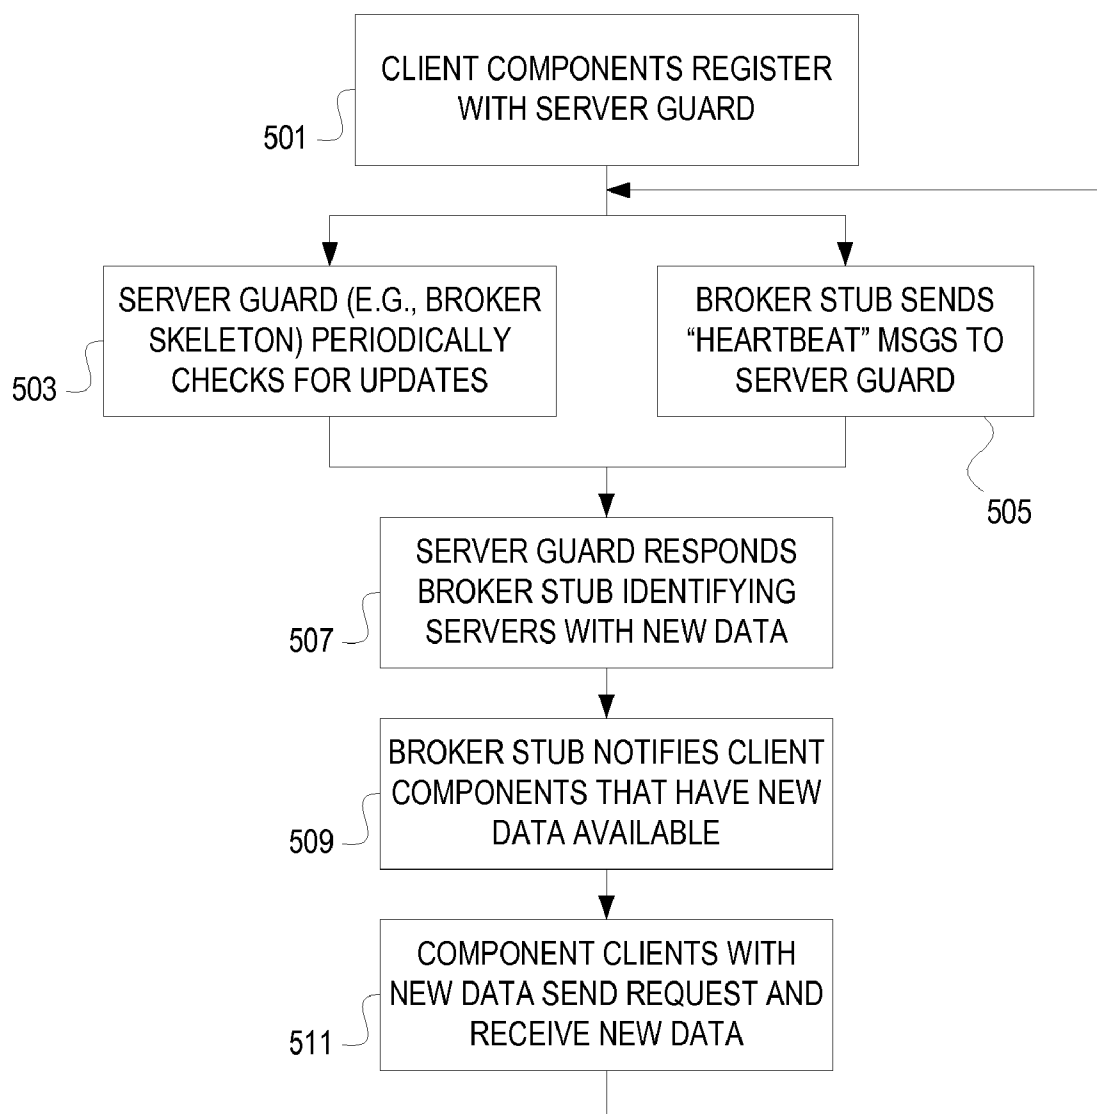 CLIENT COMPONENTS REGISTER
WITH SERVER GUARD
501
SERVER GUARD (E.G., BROKER
SKELETON) PERIODICALLY
CHECKS FOR UPDATES
503
BROKER STUB SENDS
“HEARTBEAT” MSGS TO
SERVER GUARD
505
SERVER GUARD RESPONDS
BROKER STUB IDENTIFYING
SERVERS WITH NEW DATA
507
BROKER STUB NOTIFIES CLIENT
COMPONENTS THAT HAVE NEW
DATA AVAILABLE
509
COMPONENT CLIENTS WITH
NEW DATA SEND REQUEST AND
RECEIVE NEW DATA
511